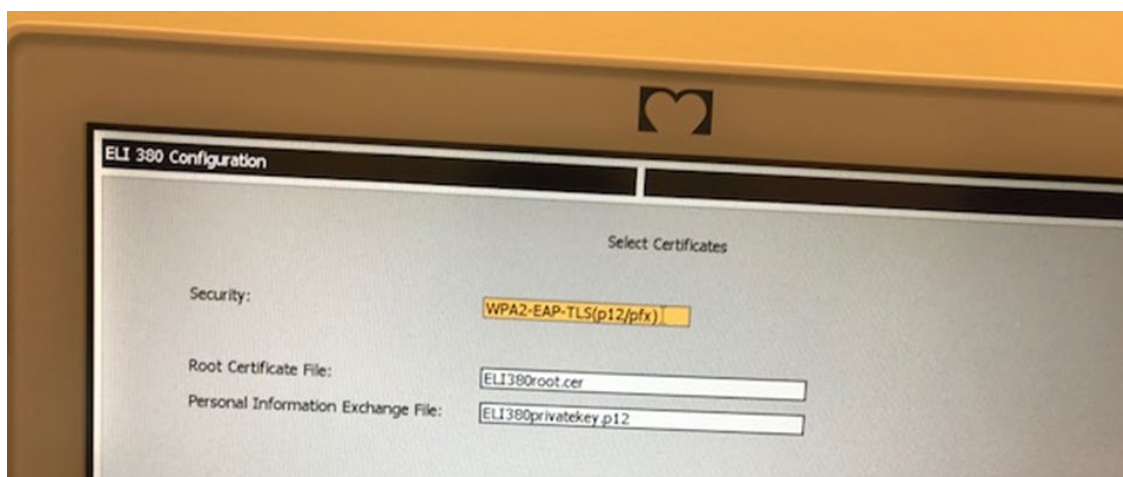 ELI 380 Configuration
Select Certificates
Security:
WPA2-EAP-TLS(p12/pfx)
Root Certificate File:
ELI380root.cer
Personal Information Exchange File:
ELI380privatekey.p12